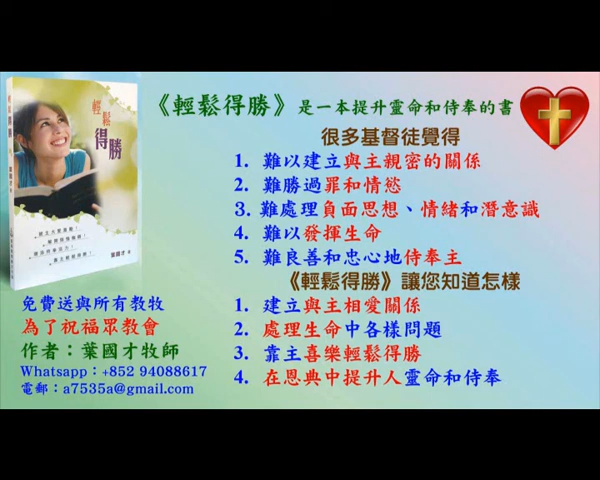 《輕鬆得勝》是一本提升靈命和侍奉的書
很多基督徒覺得
1. 難以建立與主親密的關係
2. 難勝過罪和情慾
3. 難處理負面思想、情緒和潛意識
4. 難以發揮生命
5. 難良善和忠心地侍奉主
《輕鬆得勝》讓您知道怎樣
1. 建立與主相愛關係
2. 處理生命中各樣問題
3. 靠主喜樂輕鬆得勝
4. 在恩典中提升人靈命和侍奉
輕鬆
得勝
葉國才
輕鬆得勝
免費送與所有教牧
為了祝福眾教會
作者：葉國才牧師
Whatsapp：+852 94088617
電郵：a7535a@gmail.com